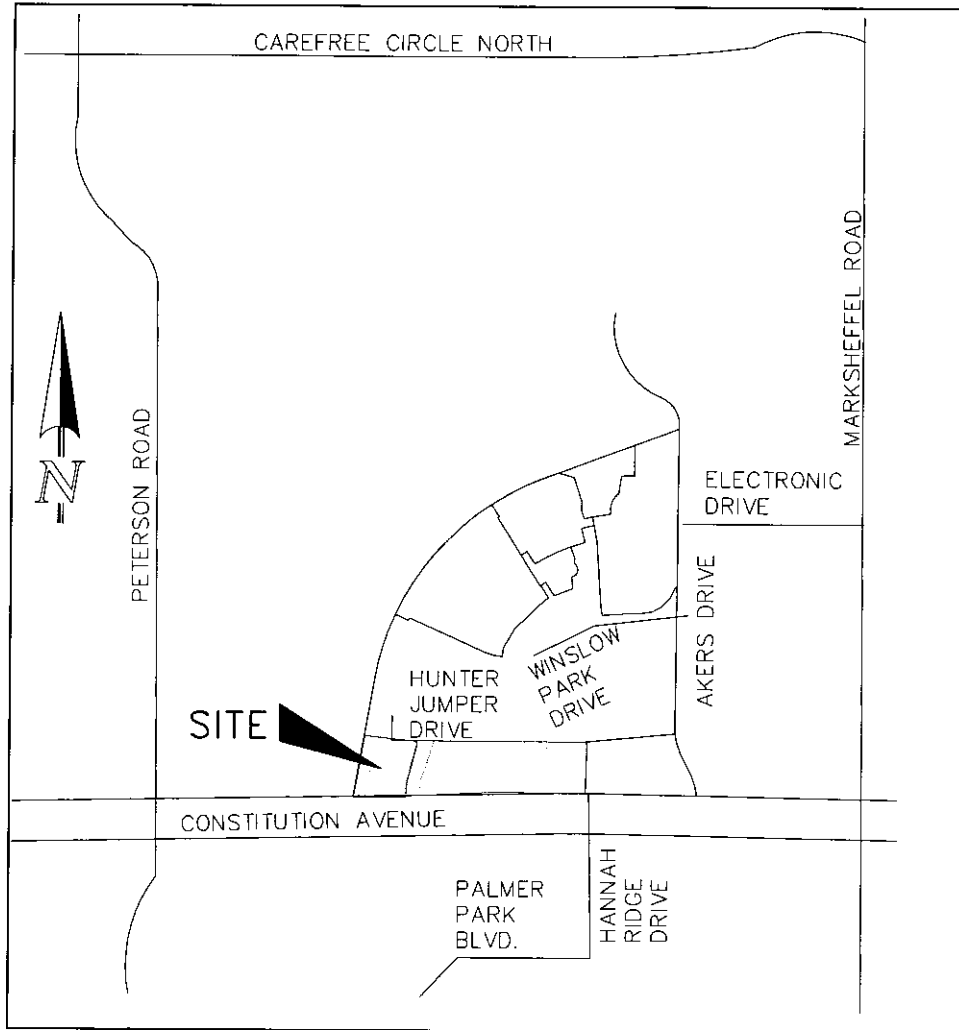 CAREFREE CIRCLE NORTH
MARKSHEFFEL ROAD
PETERSON ROAD
N
ELECTRONIC
DRIVE
AKERS DRIVE
WINSLOW
PARK
DRIVE
HUNTER
JUMPER
DRIVE
SITE
CONSTITUTION AVENUE
PALMER
PARK
BLVD.
HANNAH
RIDGE
DRIVE